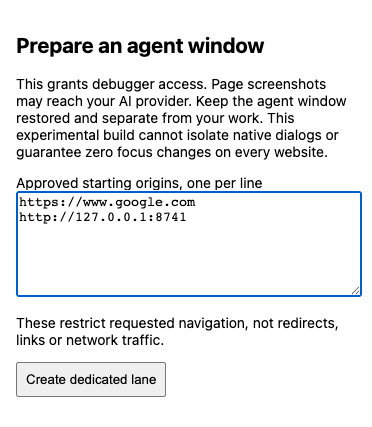 Prepare an agent window
This grants debugger access. Page screenshots
may reach your AI provider. Keep the agent window
restored and separate from your work. This
experimental build cannot isolate native dialogs or
guarantee zero focus changes on every website.
Approved starting origins, one per line
https://www.google.com
http://127.0.0.1:8741
These restrict requested navigation, not redirects,
links or network traffic.
Create dedicated lane